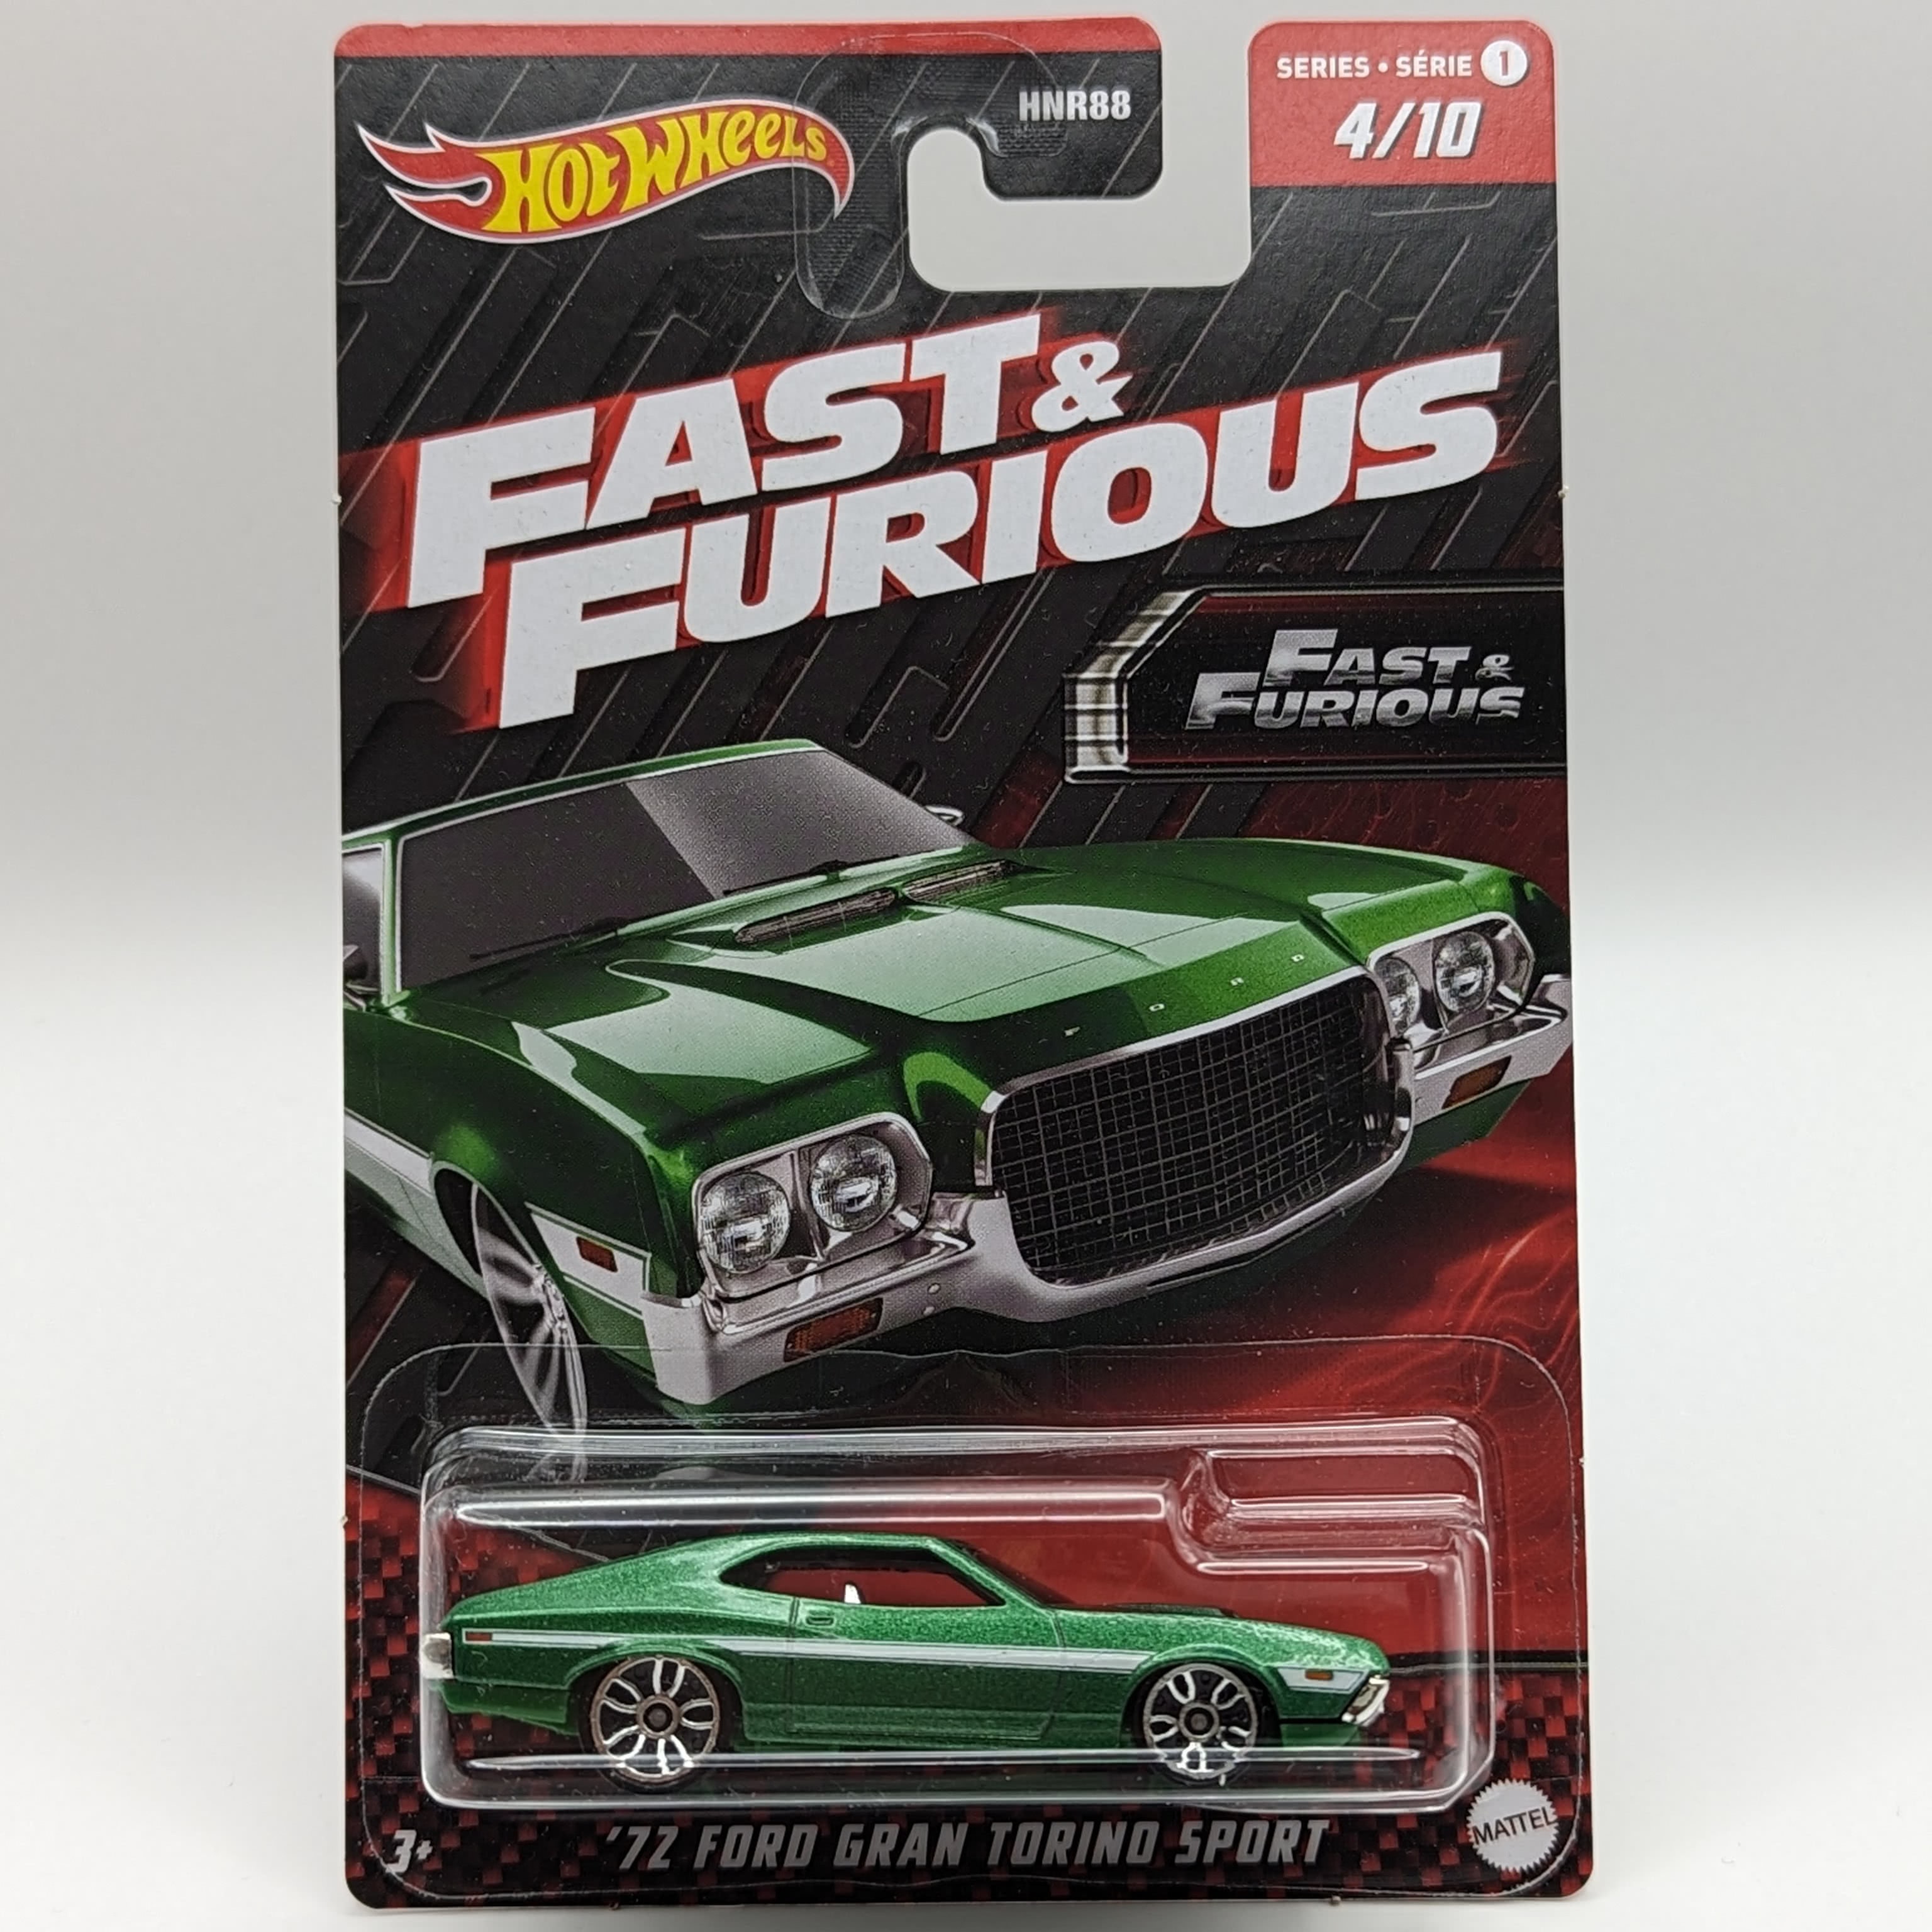 HOT WHEELS
HNR88
SERIES • SÉRIE 1
4/10
FAST &
FURIOUS
FAST &
FURIOUS
FORD
3+
'72 FORD GRAN TORINO SPORT
MATTEL